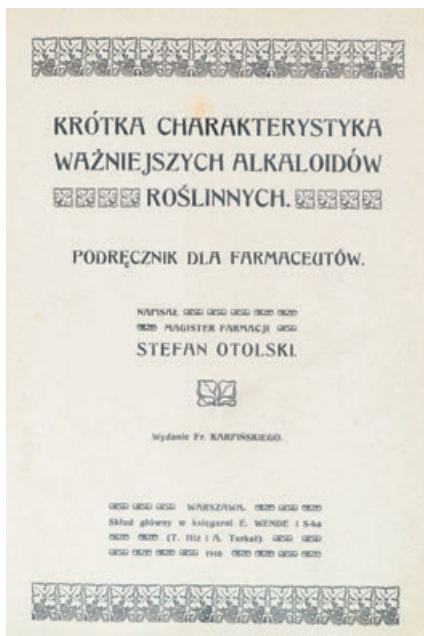 KRÓTKA CHARAKTERYSTYKA
WAŻNIEJSZYCH ALKALOIDÓW
ROŚLINNYCH.
PODRĘCZNIK DLA FARMACEUTÓW.
NAPISAŁ
MAGISTER FARMACJI
STEFAN OTOLSKI.
Wydanie Fr. KARPIŃSKIEGO.
WARSZAWA.
Skład główny w księgarni E. WENDE i S-ka
(T. Hiż i A. Turkuł).
1910